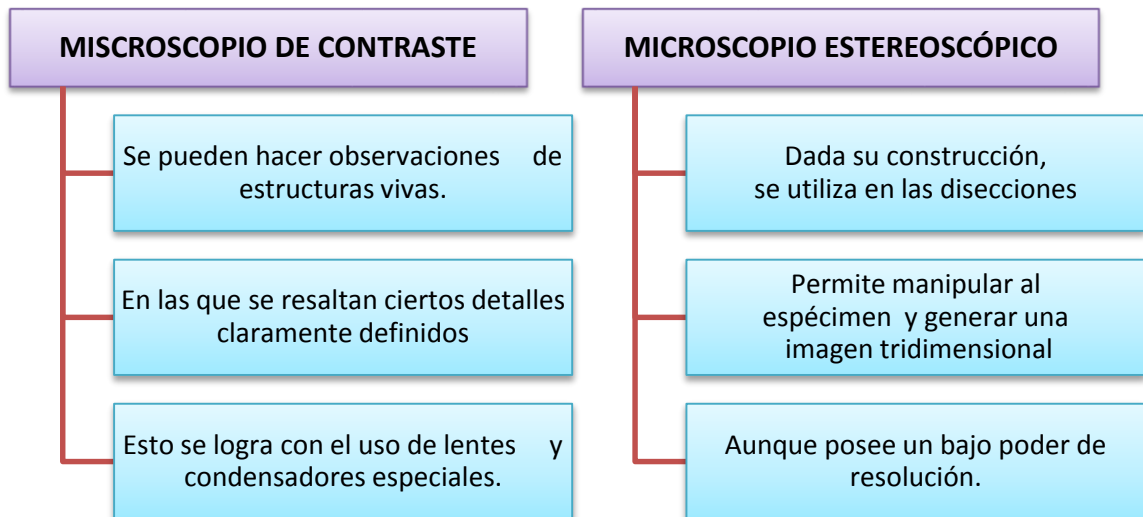 MISCROSCOPIO DE CONTRASTE
Se pueden hacer observaciones de
estructuras vivas.
En las que se resaltan ciertos detalles
claramente definidos
Esto se logra con el uso de lentes y
condensadores especiales.
MICROSCOPIO ESTEREOSCÓPICO
Dada su construcción,
se utiliza en las disecciones
Permite manipular al
espécimen y generar una
imagen tridimensional
Aunque posee un bajo poder de
resolución.